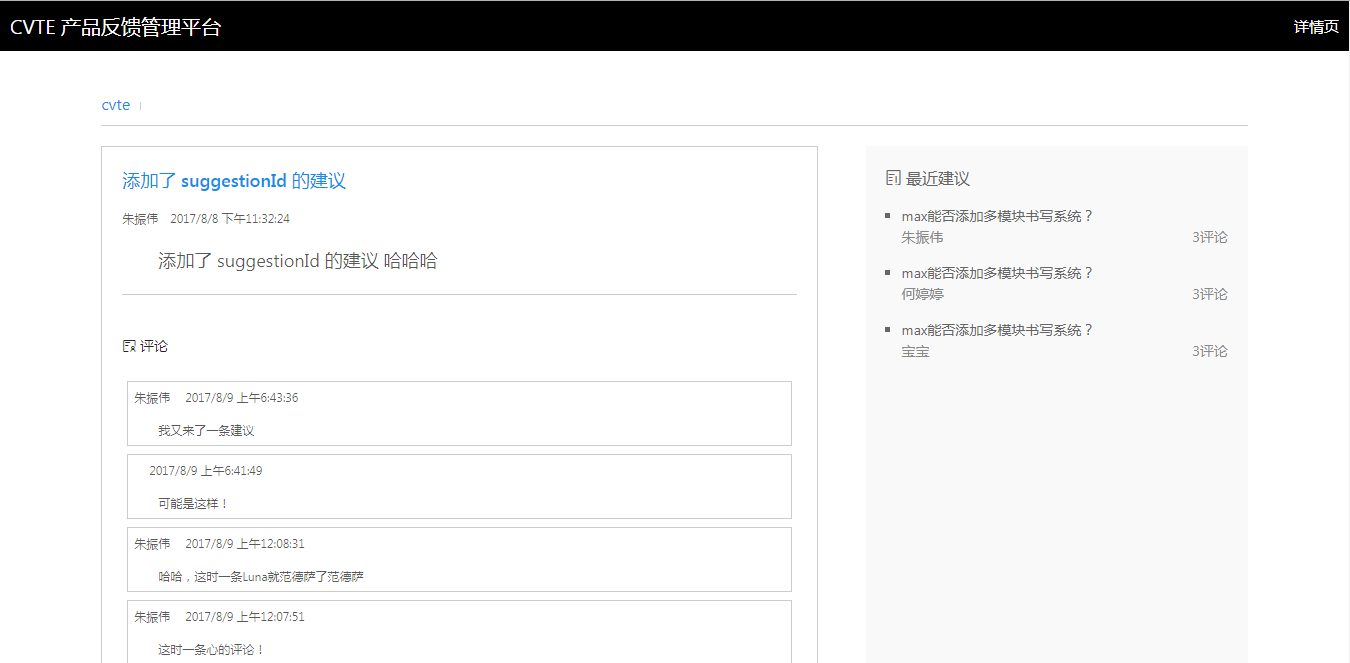 CVTE 产品反馈管理平台
详情页
cvte
添加了 suggestionId 的建议
朱振伟 2017/8/8 下午11:32:24
添加了 suggestionId 的建议 哈哈哈
评论
朱振伟 2017/8/9 上午6:43:36
我又来了一条建议
2017/8/9 上午6:41:49
可能是这样！
朱振伟 2017/8/9 上午12:08:31
哈哈，这时一条Luna就范德萨了范德萨
朱振伟 2017/8/9 上午12:07:51
这时一条心的评论！
最近建议
max能否添加多模块书写系统？
朱振伟 3评论
max能否添加多模块书写系统？
何婷婷 3评论
max能否添加多模块书写系统？
宝宝 3评论